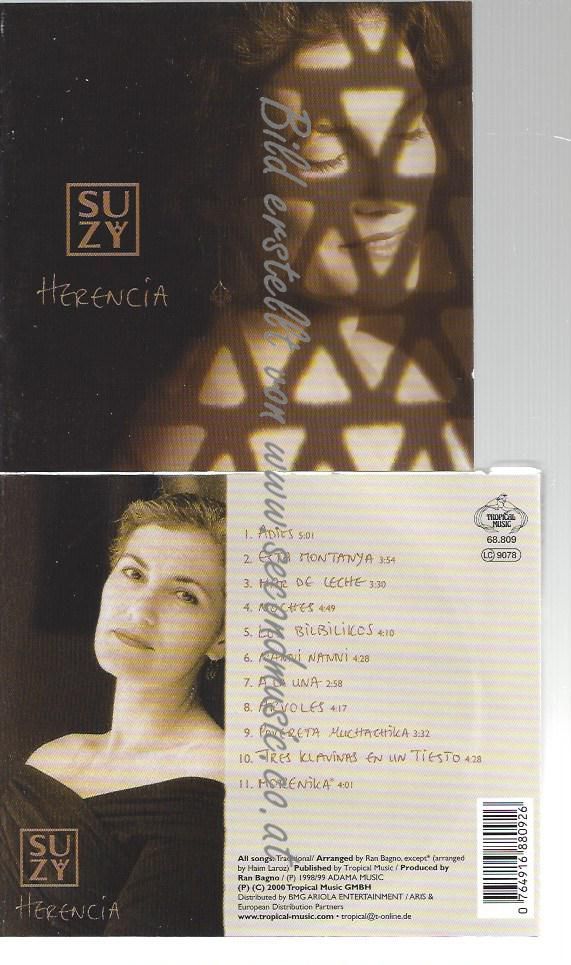 SU
ZY
HERENCIA
Bild erstellt von www.secondmusic.co.at
1. ADIOS 5:01
2. ESTA MONTANYA 3:54
3. MAR DE LECHE 3:30
4. NOCHES 4:49
5. LOS BILBILIKOS 4:10
6. NANNI NANNI 4:28
7. A LA UNA 2:58
8. ARVOLES 4:17
9. POVERETA MUCHACHIKA 3:32
10. TRES KLAVINAS EN UN TIESTO 4:28
11. MORENIKA* 4:01
TROPICAL
MUSIC
68.809
LC 9078
SU
ZY
HERENCIA
All songs: Traditional/ Arranged by Ran Bagno, except* (arranged
by Haim Laroz) Published by Tropical Music / Produced by
Ran Bagno / (P) 1998/99 ADAMA MUSIC
(P) (C) 2000 Tropical Music GMBH
Distributed by BMG ARIOLA ENTERTAINMENT / ARIS &
European Distribution Partners
www.tropical-music.com • tropical@t-online.de
0 764916 880926